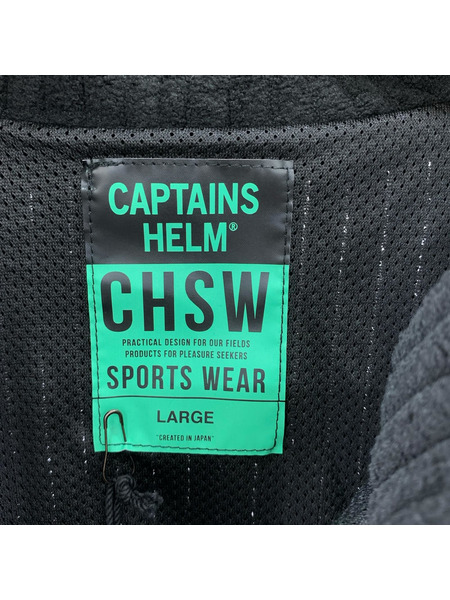 CAPTAINS
HELM®
CHSW
PRACTICAL DESIGN FOR OUR FIELDS
PRODUCTS FOR PLEASURE SEEKERS
SPORTS WEAR
LARGE
"CREATED IN JAPAN"